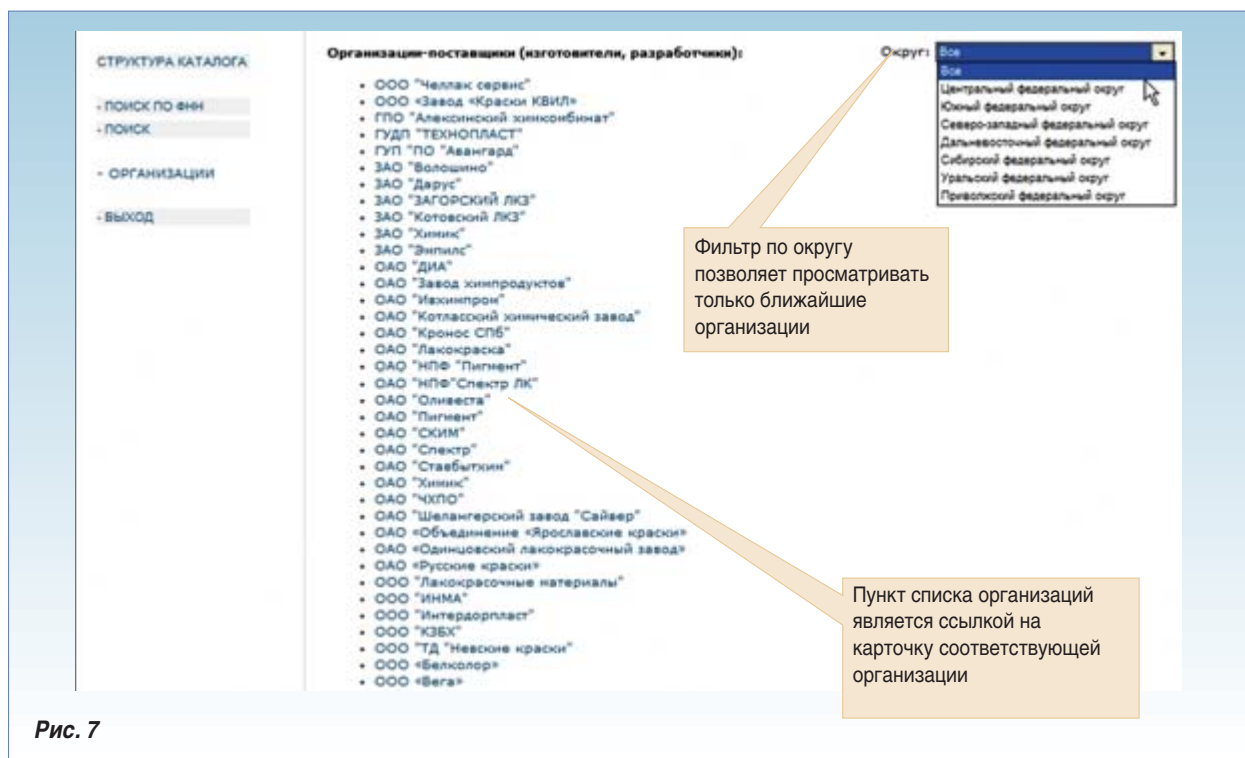 СТРУКТУРА КАТАЛОГА
- ПОИСК ПО ФНН
- ПОИСК
- ОРГАНИЗАЦИИ
- ВЫХОД
Организации-поставщики (изготовители, разработчики):
• ООО "Челлак сервис"
• ООО «Завод «Краски КВИЛ»
• ГПО "Алексинский химкомбинат"
• ГУДП "ТЕХНОПЛАСТ"
• ГУП "ПО "Авангард"
• ЗАО "Волошино"
• ЗАО "Дарус"
• ЗАО "ЗАГОРСКИЙ ЛКЗ"
• ЗАО "Котовский ЛКЗ"
• ЗАО "Химик"
• ЗАО "Эмпилс"
• ОАО "ДИА"
• ОАО "Завод химпродуктов"
• ОАО "Ивхимпром"
• ОАО "Котласский химический завод"
• ОАО "Кронос СПб"
• ОАО "Лакокраска"
• ОАО "НПФ "Пигмент"
• ОАО "НПФ"Спектр ЛК"
• ОАО "Оливеста"
• ОАО "Пигмент"
• ОАО "СКИМ"
• ОАО "Спектр"
• ОАО "Ставбытхим"
• ОАО "Химик"
• ОАО "ЧХПО"
• ОАО "Шелангерский завод "Сайвер"
• ОАО «Объединение «Ярославские краски»
• ОАО «Одинцовский лакокрасочный завод»
• ОАО «Русские краски»
• ООО "Лакокрасочные материалы"
• ООО "ИНМА"
• ООО "Интердорпласт"
• ООО "КЗБХ"
• ООО "ТД "Невские краски"
• ООО «Белколор»
• ООО «Вега»
Округ: Все
Все
Центральный федеральный округ
Южный федеральный округ
Северо-западный федеральный округ
Дальневосточный федеральный округ
Сибирский федеральный округ
Уральский федеральный округ
Приволжский федеральный округ
Фильтр по округу
позволяет просматривать
только ближайшие
организации
Пункт списка организаций
является ссылкой на
карточку соответствующей
организации
Рис. 7